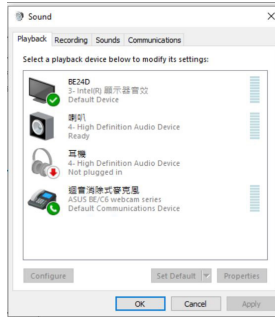 Sound
Playback Recording Sounds Communications
Select a playback device below to modify its settings:
BE24D
3- Intel(R) 顯示器音效
Default Device
喇叭
4- High Definition Audio Device
Ready
耳機
4- High Definition Audio Device
Not plugged in
迴音消除式麥克風
ASUS BE/C6 webcam series
Default Communications Device
Configure Set Default Properties
OK Cancel Apply